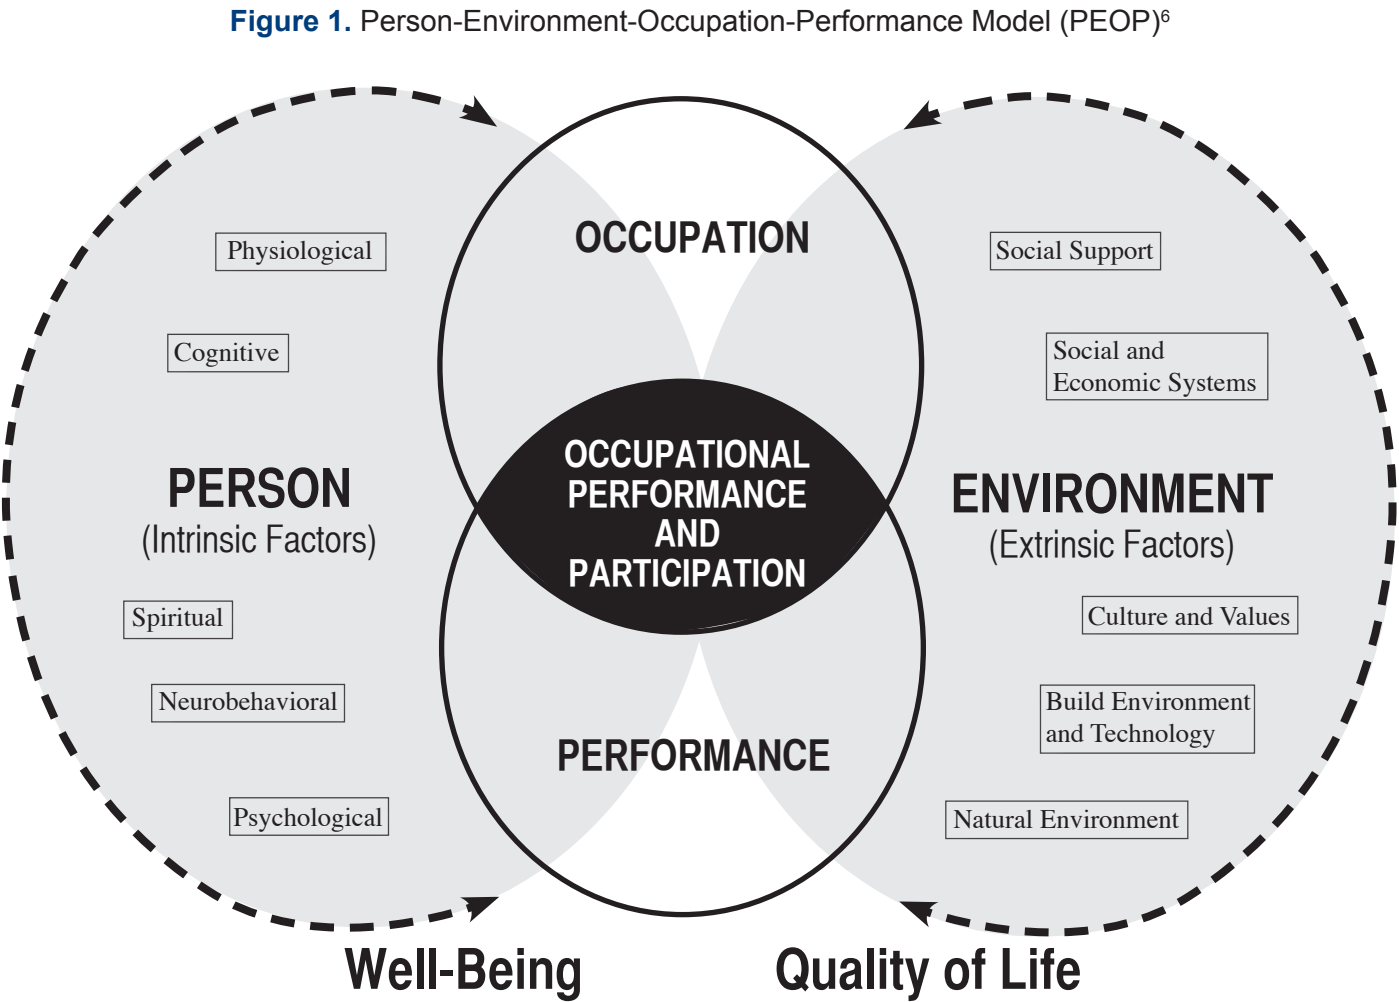 Figure 1. Person-Environment-Occupation-Performance Model (PEOP)⁶
OCCUPATION
Physiological
Cognitive
PERSON
(Intrinsic Factors)
Spiritual
Neurobehavioral
Psychological
OCCUPATIONAL
PERFORMANCE
AND
PARTICIPATION
Social Support
Social and
Economic Systems
ENVIRONMENT
(Extrinsic Factors)
Culture and Values
Build Environment
and Technology
Natural Environment
PERFORMANCE
Well-Being
Quality of Life